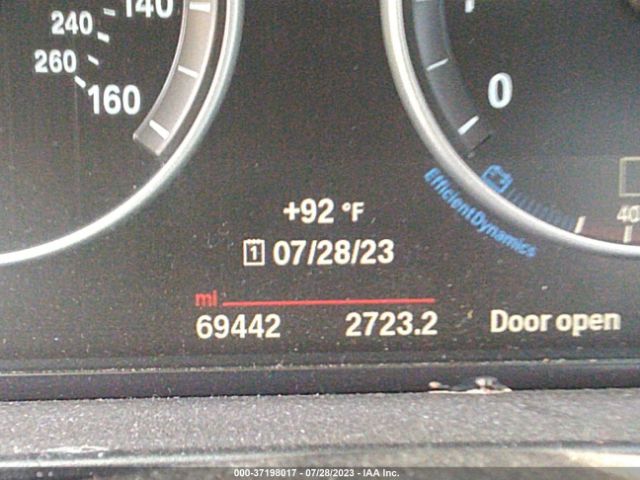 140
240
260
160
0
EfficientDynamics
40
+92 °F
1 07/28/23
mi
69442 2723.2 Door open
000-37198017 - 07/28/2023 - IAA Inc.